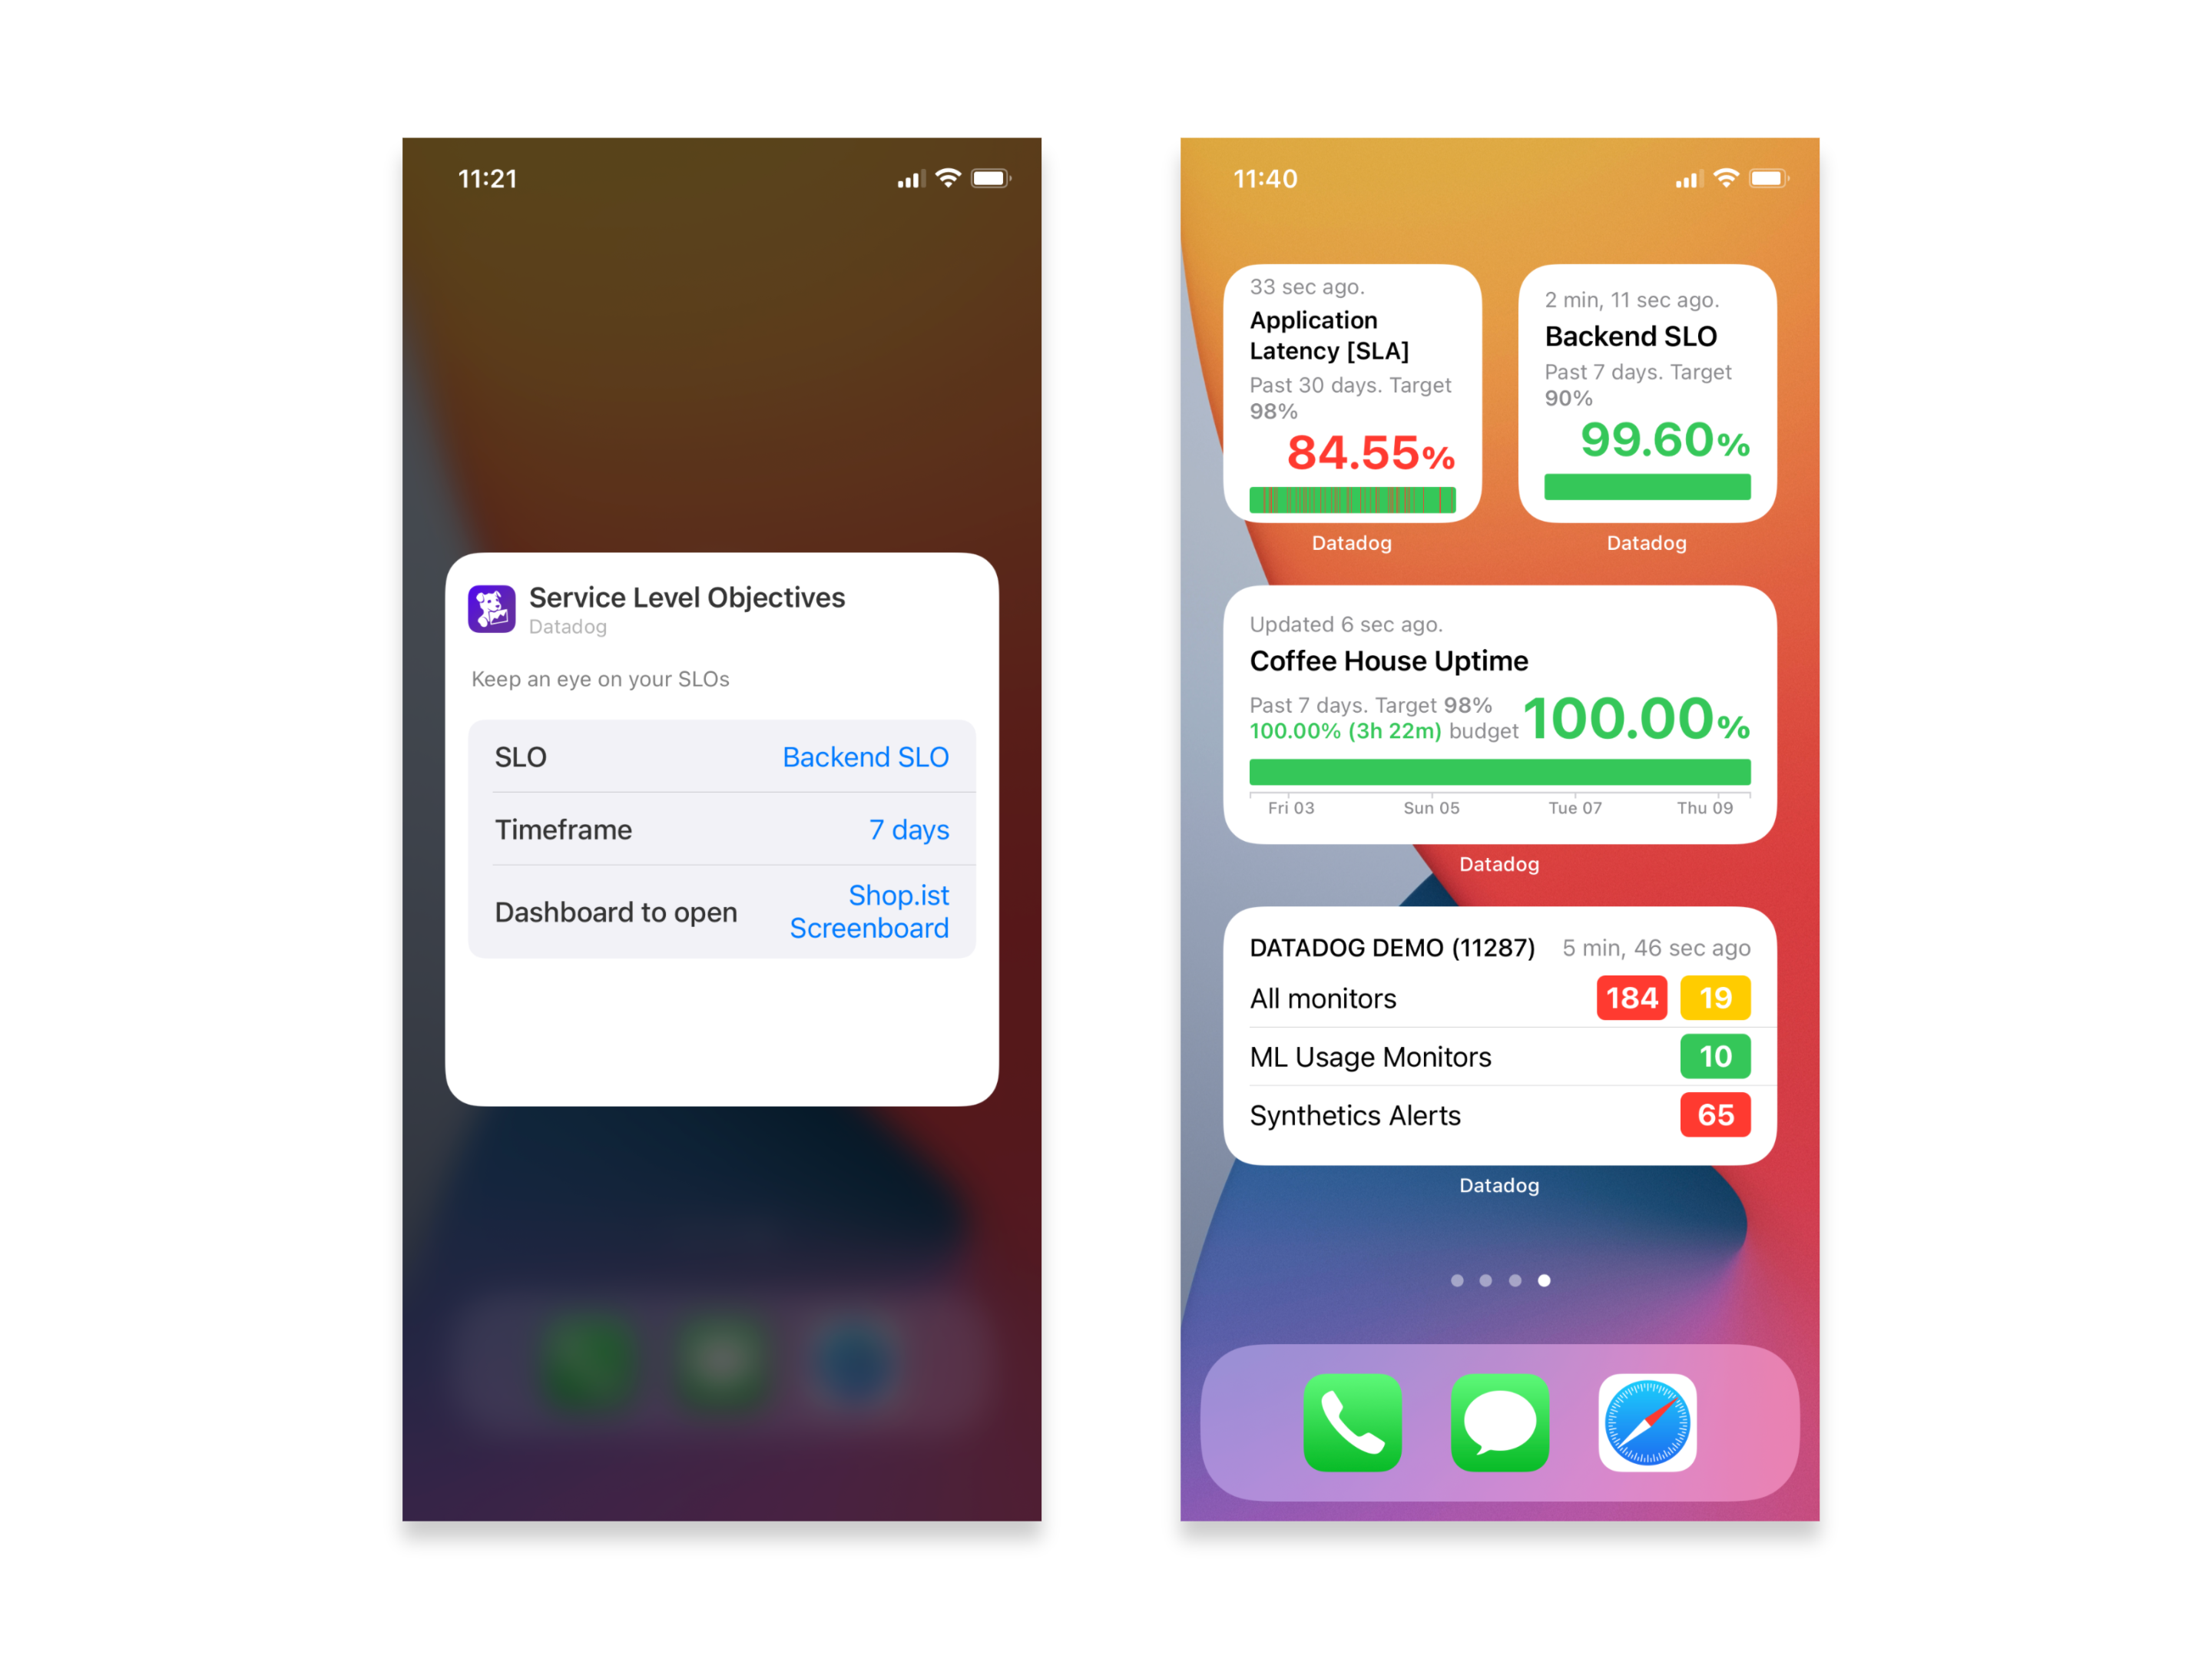 11:21
Service Level Objectives
Datadog
Keep an eye on your SLOs
SLO
Backend SLO
Timeframe
7 days
Dashboard to open
Shop.ist
Screenboard
11:40
33 sec ago.
Application
Latency [SLA]
Past 30 days. Target
98%
84.55%
Datadog
2 min, 11 sec ago.
Backend SLO
Past 7 days. Target
90%
99.60%
Datadog
Updated 6 sec ago.
Coffee House Uptime
Past 7 days. Target 98%
100.00% (3h 22m) budget
100.00%
Fri 03 Sun 05 Tue 07 Thu 09
Datadog
DATADOG DEMO (11287) 5 min, 46 sec ago
All monitors 184 19
ML Usage Monitors 10
Synthetics Alerts 65
Datadog